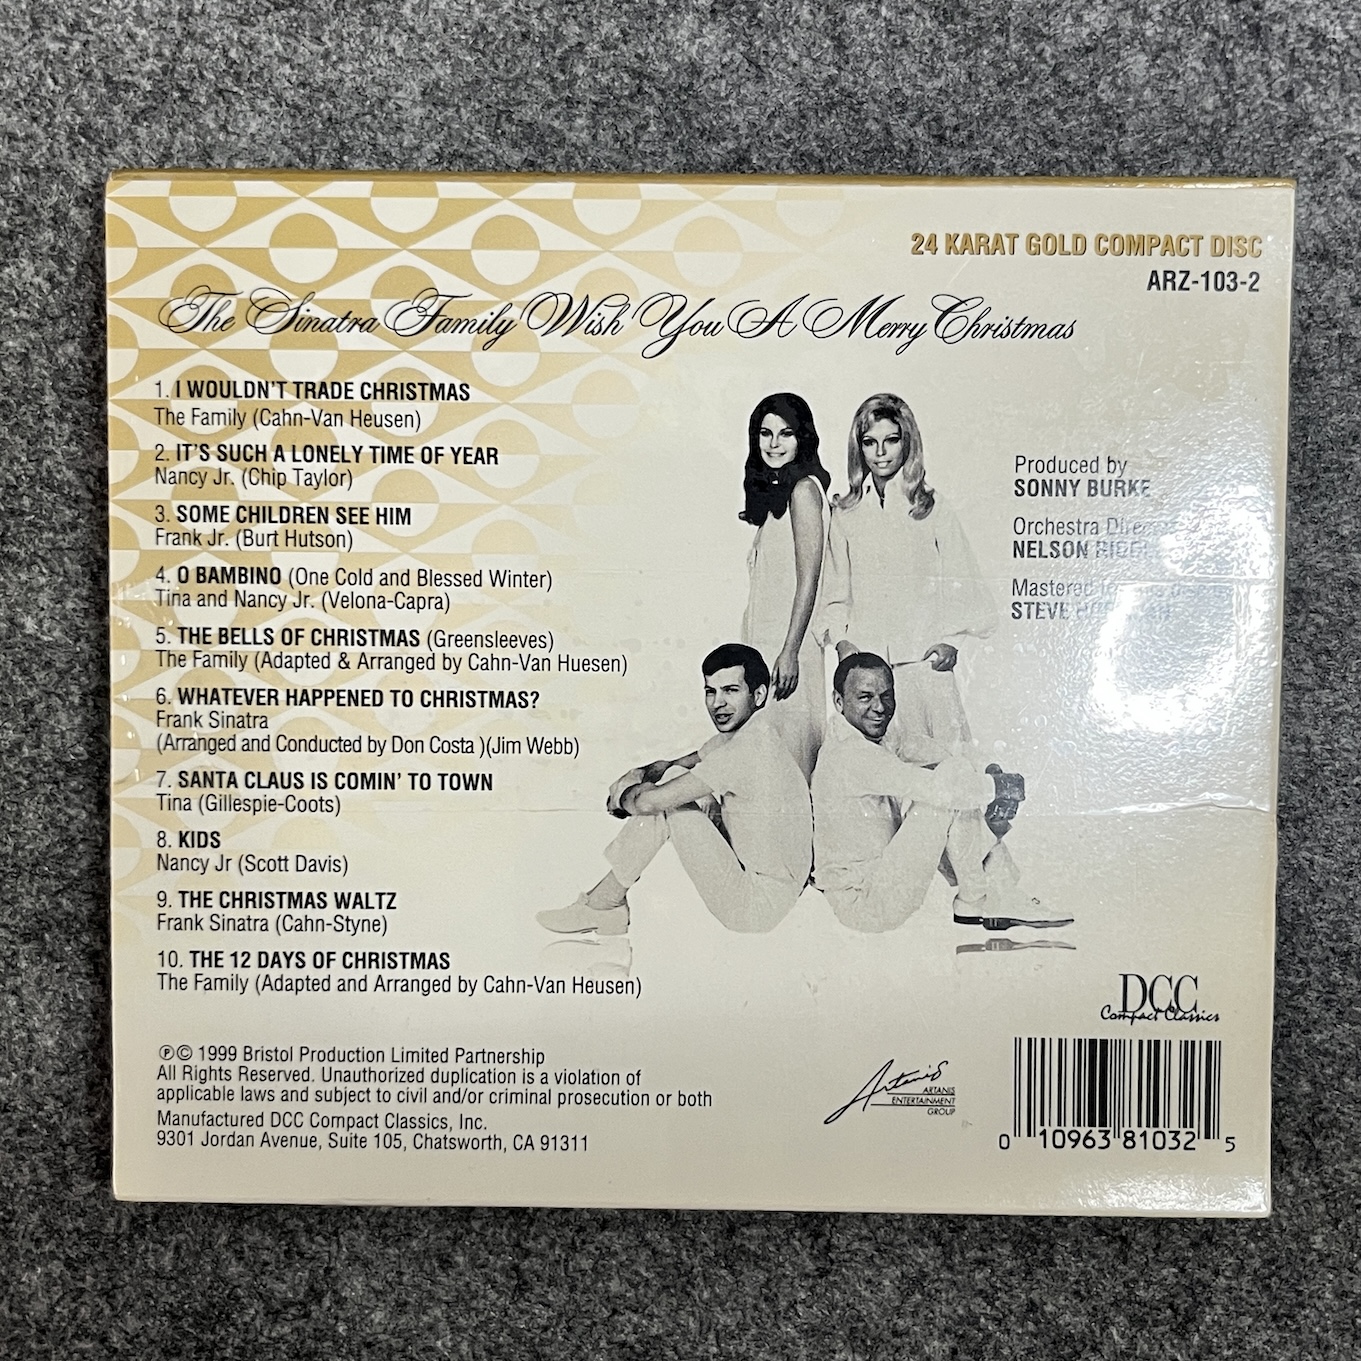 24 KARAT GOLD COMPACT DISC
ARZ-103-2
The Sinatra Family Wish You A Merry Christmas
1. I WOULDN'T TRADE CHRISTMAS
The Family (Cahn-Van Heusen)
2. IT'S SUCH A LONELY TIME OF YEAR
Nancy Jr. (Chip Taylor)
3. SOME CHILDREN SEE HIM
Frank Jr. (Burt Hutson)
4. O BAMBINO (One Cold and Blessed Winter)
Tina and Nancy Jr. (Velona-Capra)
5. THE BELLS OF CHRISTMAS (Greensleeves)
The Family (Adapted & Arranged by Cahn-Van Huesen)
6. WHATEVER HAPPENED TO CHRISTMAS?
Frank Sinatra
(Arranged and Conducted by Don Costa )(Jim Webb)
7. SANTA CLAUS IS COMIN' TO TOWN
Tina (Gillespie-Coots)
8. KIDS
Nancy Jr (Scott Davis)
9. THE CHRISTMAS WALTZ
Frank Sinatra (Cahn-Styne)
10. THE 12 DAYS OF CHRISTMAS
The Family (Adapted and Arranged by Cahn-Van Heusen)
Produced by
SONNY BURKE
Orchestra
NELSON
Mastered
STEVE
℗© 1999 Bristol Production Limited Partnership
All Rights Reserved. Unauthorized duplication is a violation of
applicable laws and subject to civil and/or criminal prosecution or both
Manufactured DCC Compact Classics, Inc.
9301 Jordan Avenue, Suite 105, Chatsworth, CA 91311
Artanis
ARTANIS
ENTERTAINMENT
GROUP
DCC
Compact Classics
0 10963 81032 5